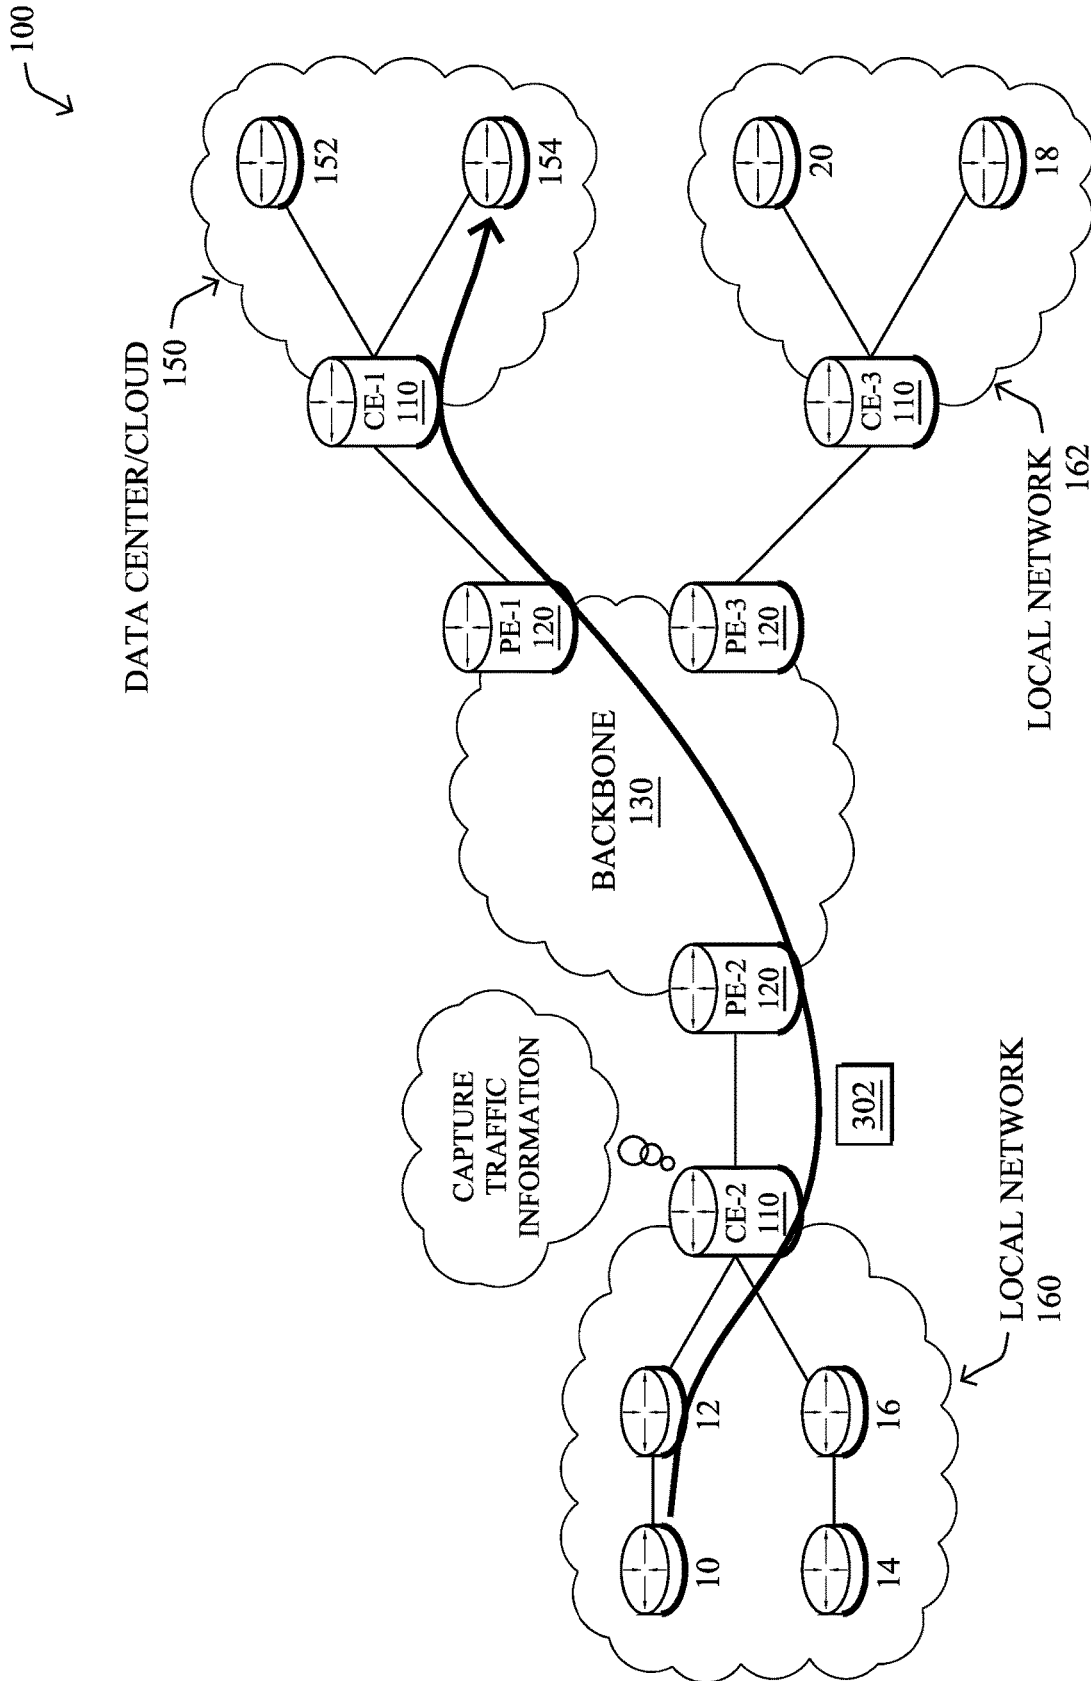 100
DATA CENTER/CLOUD
150
152
154
CE-1
110
PE-1
120
BACKBONE
130
CAPTURE
TRAFFIC
INFORMATION
CE-2
110
PE-2
120
PE-3
120
CE-3
110
20
18
10
12
14
16
302
LOCAL NETWORK
160
LOCAL NETWORK
162